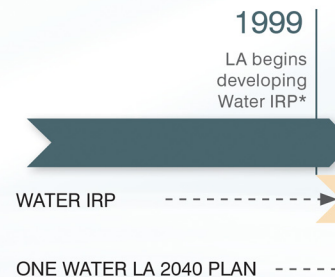 1999
LA begins
developing
Water IRP*
WATER IRP
ONE WATER LA 2040 PLAN